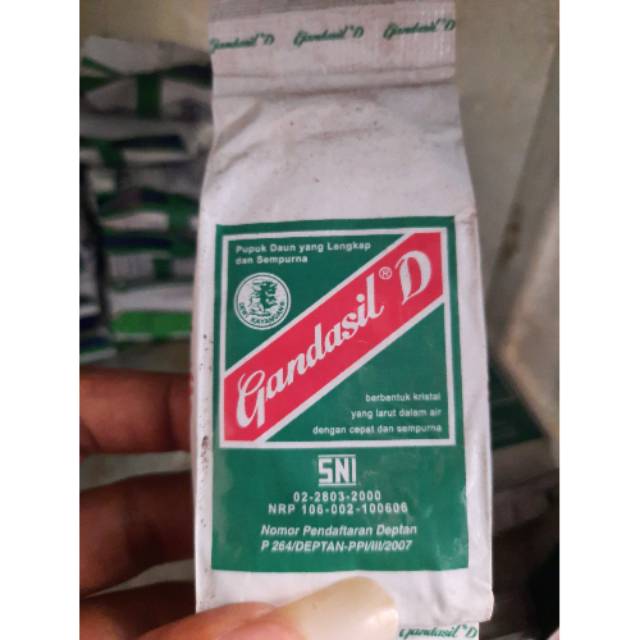 Gandasil ®D Gandasil ®D Gandasil ®D
Pupuk Daun yang Lengkap
dan Sempurna
Gandasil ® D
berbentuk kristal
yang larut dalam air
dengan cepat dan sempurna
SNI
02-2803-2000
NRP 106-002-100606
Nomor Pendaftaran Deptan
P 264/DEPTAN-PPI/III/2007
Gandasil ®D